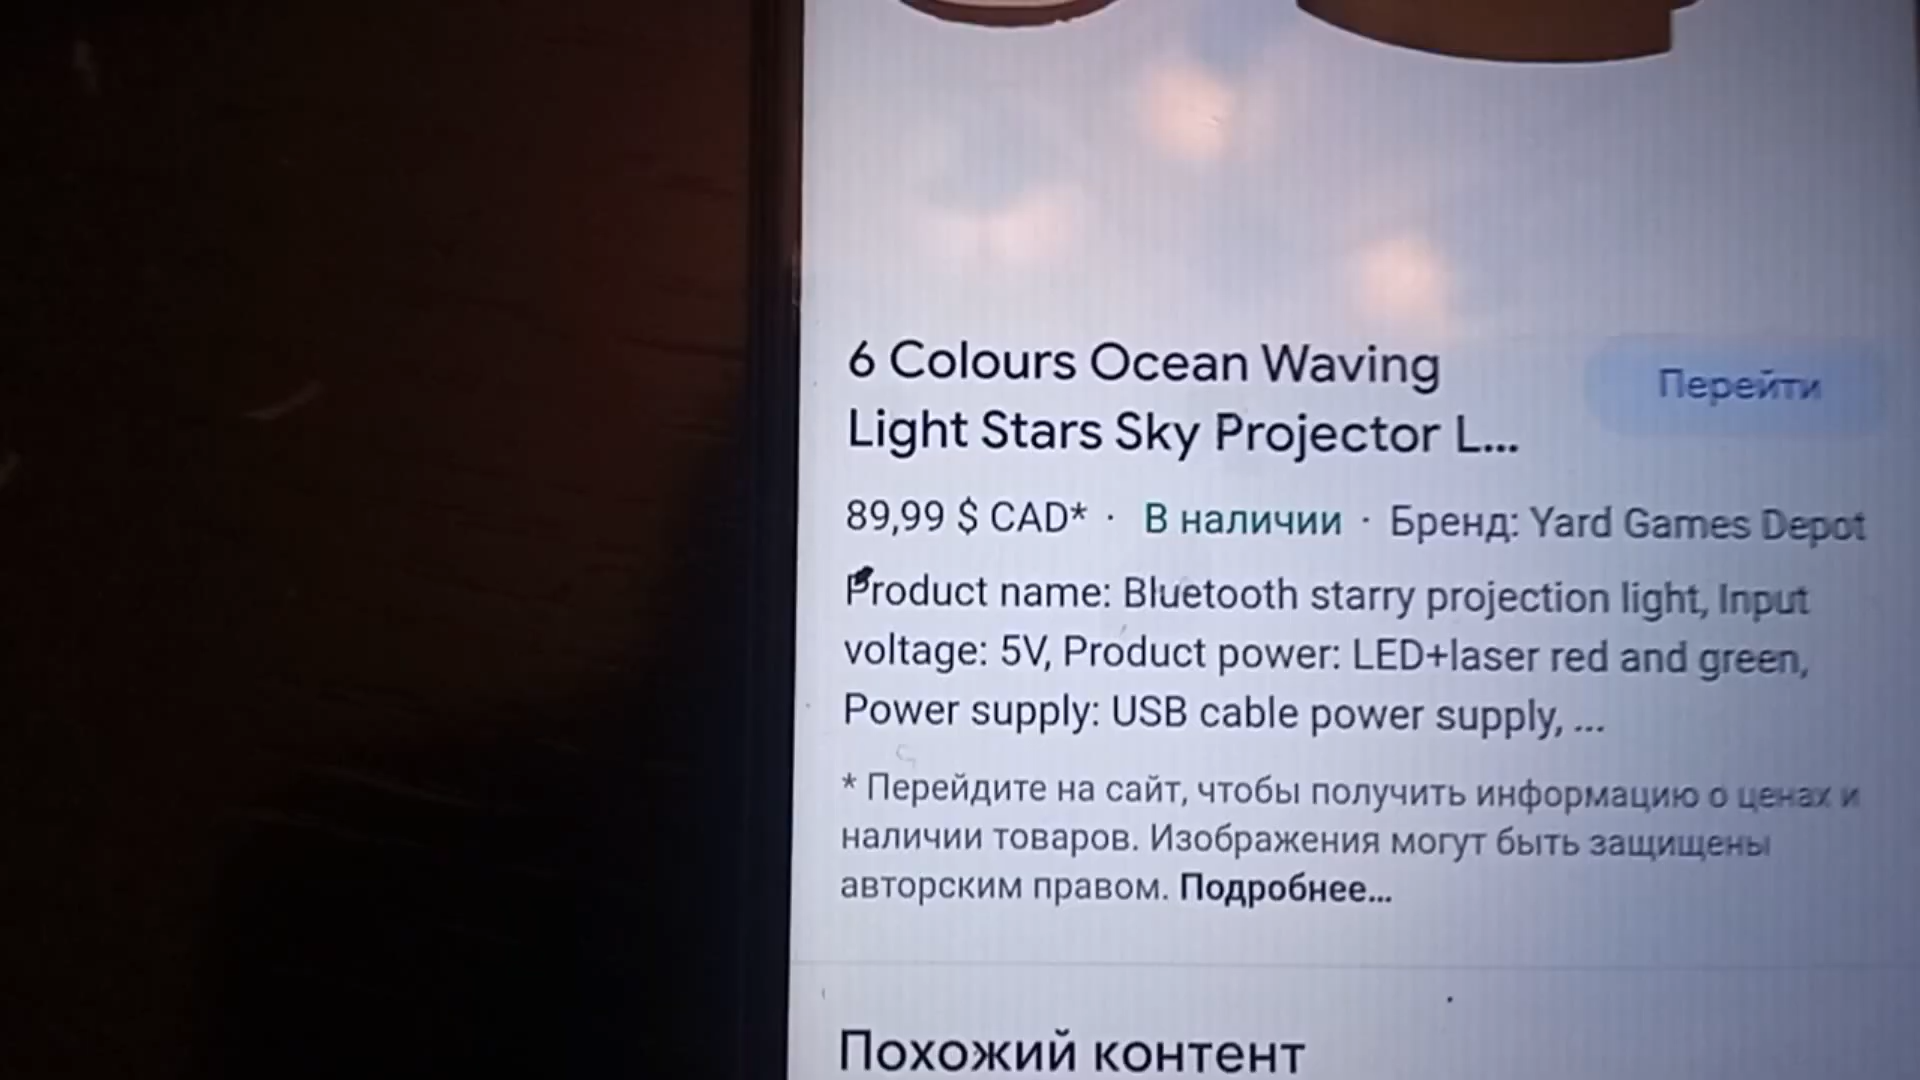 6 Colours Ocean Waving
Light Stars Sky Projector L...
Перейти
89,99 $ CAD* · В наличии · Бренд: Yard Games Depot
Product name: Bluetooth starry projection light, Input
voltage: 5V, Product power: LED+laser red and green,
Power supply: USB cable power supply, ...
* Перейдите на сайт, чтобы получить информацию о ценах и
наличии товаров. Изображения могут быть защищены
авторским правом. Подробнее...
Похожий контент